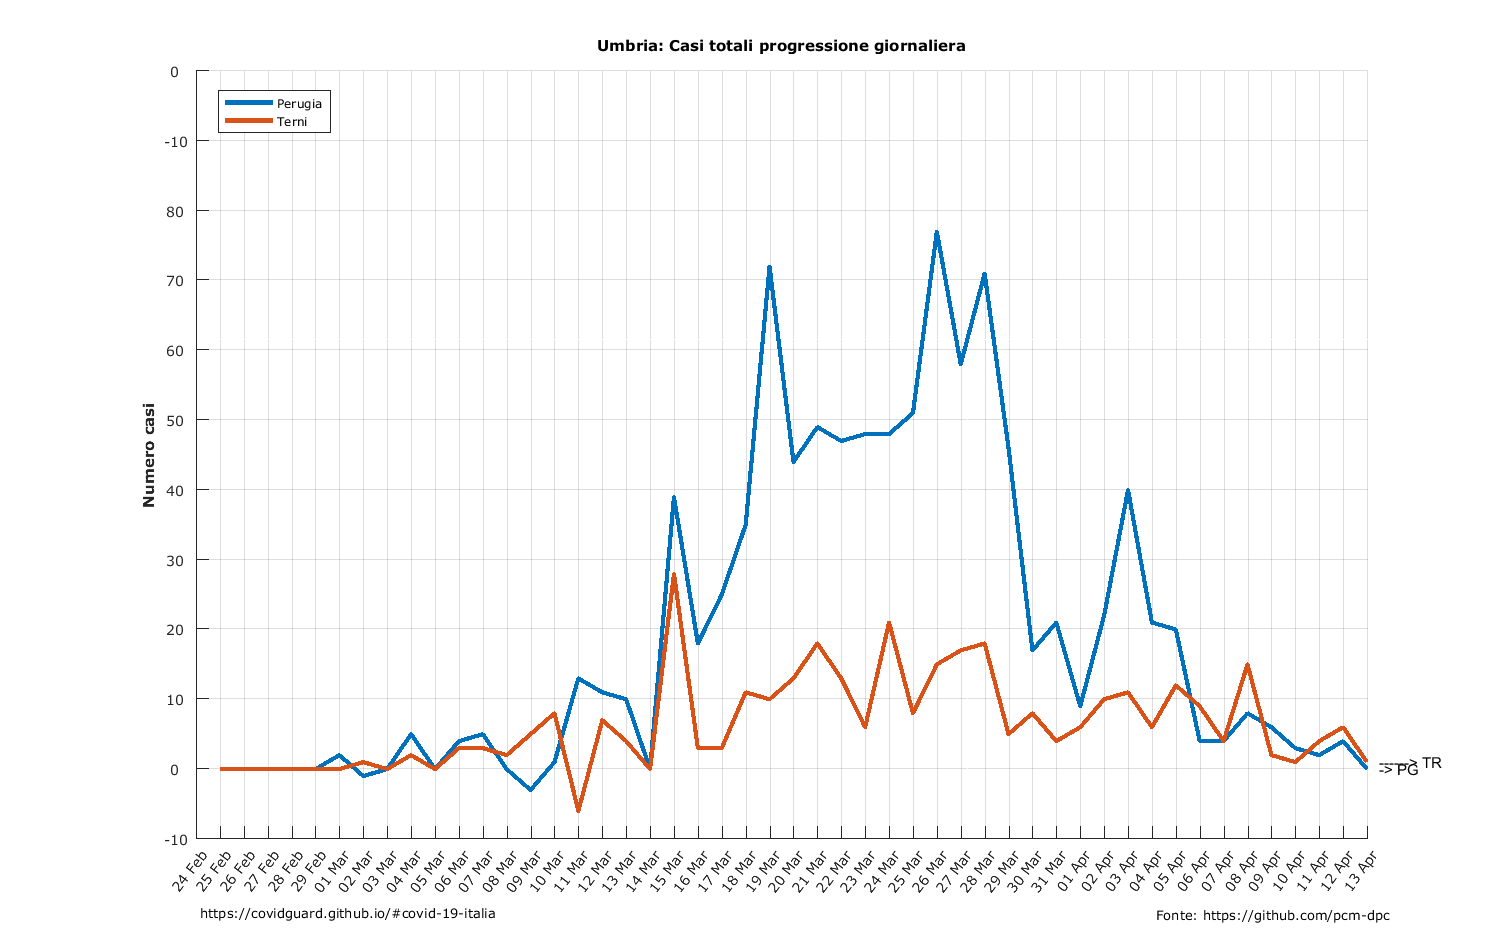 Umbria: Casi totali progressione giornaliera
0
-10
80
70
60
50
40
30
20
10
0
-10
Numero casi
Perugia
Terni
-----> TR
-> PG
24 Feb
25 Feb
26 Feb
27 Feb
28 Feb
29 Feb
01 Mar
02 Mar
03 Mar
04 Mar
05 Mar
06 Mar
07 Mar
08 Mar
09 Mar
10 Mar
11 Mar
12 Mar
13 Mar
14 Mar
15 Mar
16 Mar
17 Mar
18 Mar
19 Mar
20 Mar
21 Mar
22 Mar
23 Mar
24 Mar
25 Mar
26 Mar
27 Mar
28 Mar
29 Mar
30 Mar
31 Mar
01 Apr
02 Apr
03 Apr
04 Apr
05 Apr
06 Apr
07 Apr
08 Apr
09 Apr
10 Apr
11 Apr
12 Apr
13 Apr
https://covidguard.github.io/#covid-19-italia
Fonte: https://github.com/pcm-dpc